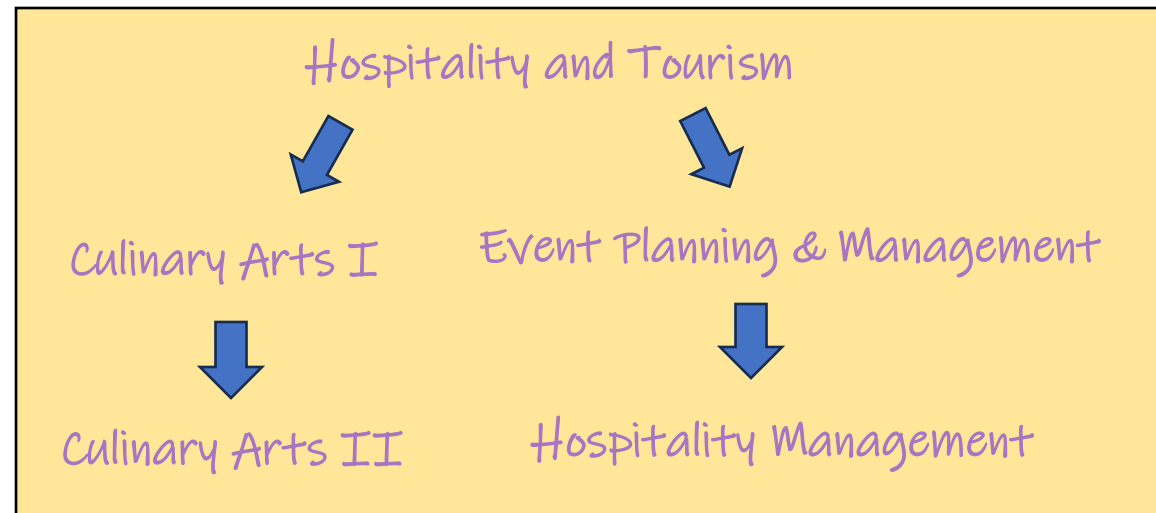 Hospitality and Tourism
Culinary Arts I
Event Planning & Management
Culinary Arts II
Hospitality Management